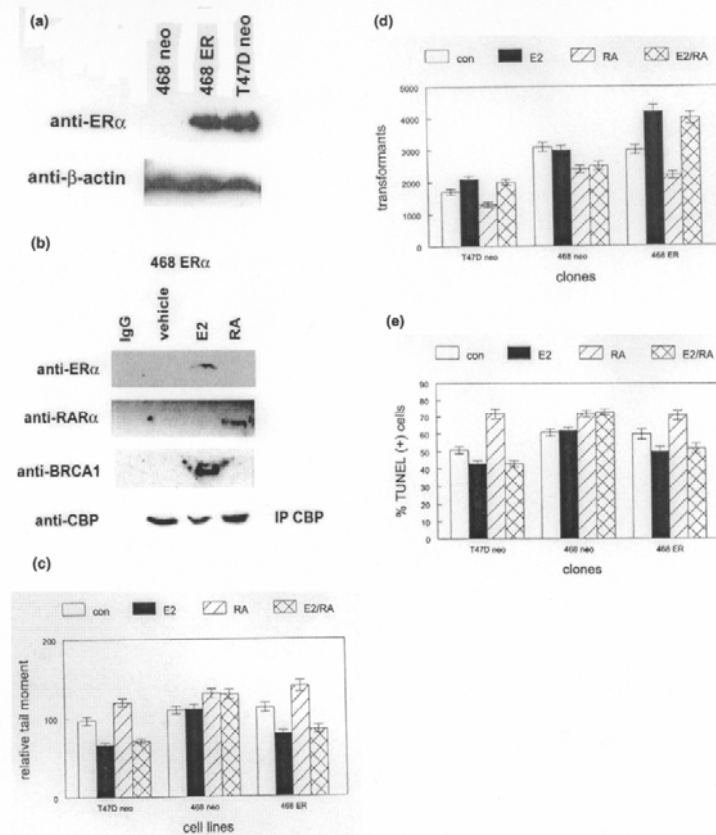 (a)
468 neo
468 ER
T47D neo
anti-ERα
anti-β-actin
(b)
468 ERα
IgG
vehicle
E2
RA
anti-ERα
anti-RARα
anti-BRCA1
anti-CBP
IP CBP
(c)
con E2 RA E2/RA
200
100
0
relative tail moment
T47D neo 468 neo 468 ER
cell lines
(d)
con E2 RA E2/RA
5000
4000
3000
2000
1000
0
transformants
T47D neo 468 neo 468 ER
clones
(e)
con E2 RA E2/RA
90
80
70
60
50
40
30
20
10
0
% TUNEL (+) cells
T47D neo 468 neo 468 ER
clones